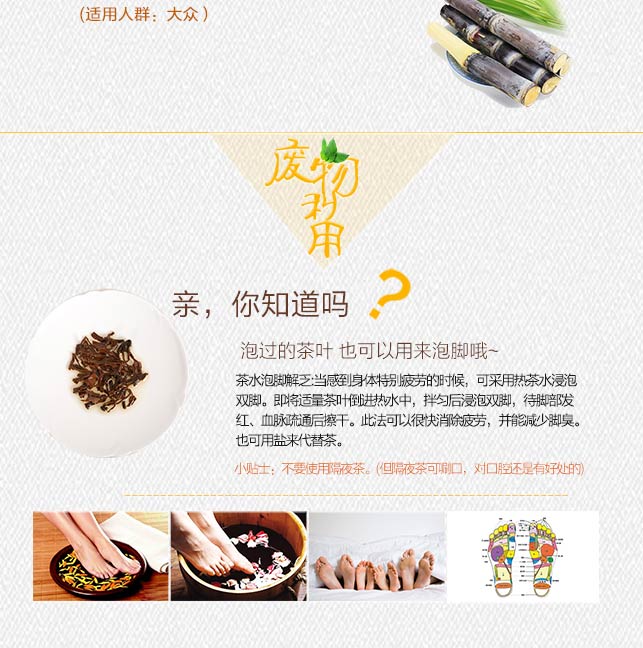 (适用人群：大众 )
废物
利
用
亲，你知道吗 ?
泡过的茶叶 也可以用来泡脚哦~
茶水泡脚解乏:当感到身体特别疲劳的时候，可采用热茶水浸泡
双脚。即将适量茶叶倒进热水中，拌匀后浸泡双脚，待脚部发
红、血脉疏通后擦干。此法可以很快消除疲劳，并能减少脚臭。
也可用盐来代替茶。
小贴士：不要使用隔夜茶。(但隔夜茶可唰口，对口腔还是有好处的)